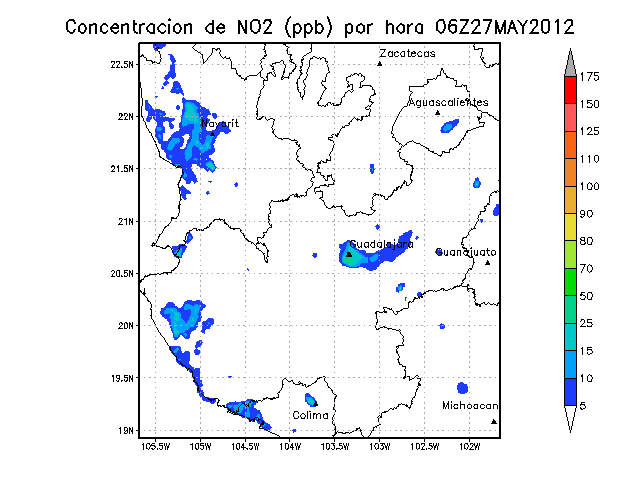 Concentracion de NO2 (ppb) por hora 06Z27MAY2012
22.5N
22N
21.5N
21N
20.5N
20N
19.5N
19N
105.5W
105W
104.5W
104W
103.5W
103W
102.5W
102W
Zacatecas
Aguascalientes
Nayarit
Guadalajara
Guanajuato
Colima
Michoacan
175
150
125
110
100
90
80
70
50
25
15
10
5